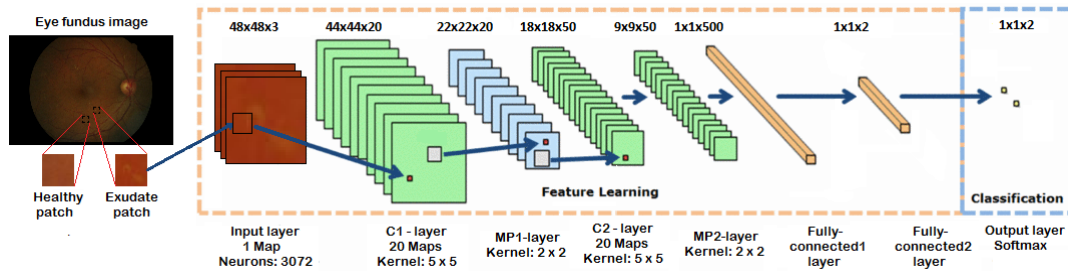 Eye fundus image
48x48x3
44x44x20
22x22x20
18x18x50
9x9x50
1x1x500
1x1x2
1x1x2
Healthy
patch
Exudate
patch
Feature Learning
Classification
Input layer
1 Map
Neurons: 3072
C1 - layer
20 Maps
Kernel: 5 x 5
MP1-layer
Kernel: 2 x 2
C2 - layer
20 Maps
Kernel: 5 x 5
MP2-layer
Kernel: 2 x 2
Fully-
connected1
layer
Fully-
connected2
layer
Output layer
Softmax